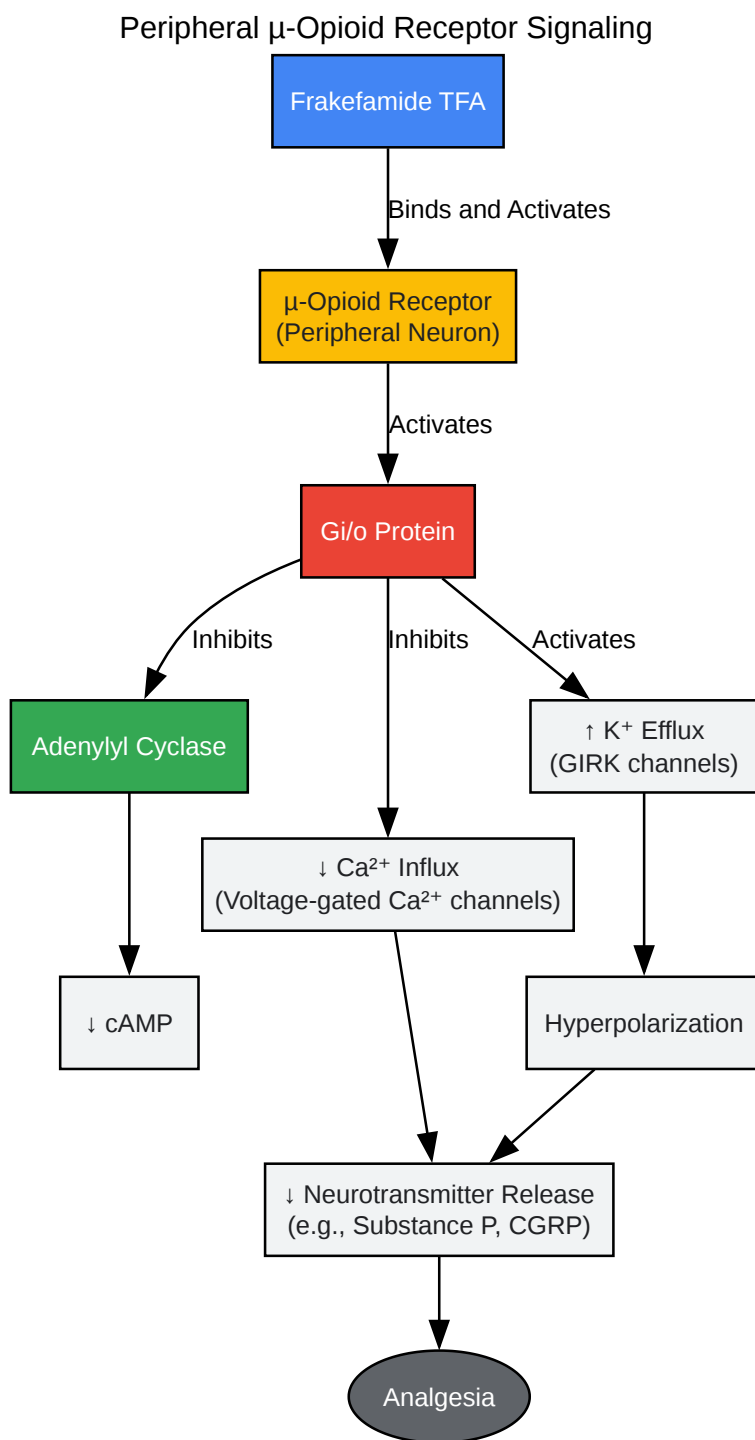 Peripheral µ-Opioid Receptor Signaling
Frakefamide TFA
Binds and Activates
µ-Opioid Receptor
(Peripheral Neuron)
Activates
Gi/o Protein
Inhibits
Inhibits
Activates
Adenylyl Cyclase
↑ K⁺ Efflux
(GIRK channels)
↓ Ca²⁺ Influx
(Voltage-gated Ca²⁺ channels)
↓ cAMP
Hyperpolarization
↓ Neurotransmitter Release
(e.g., Substance P, CGRP)
Analgesia